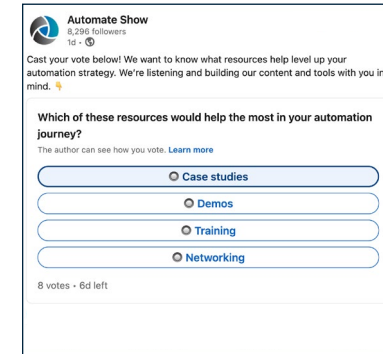 Automate Show
8,296 followers
1d •
Cast your vote below! We want to know what resources help level up your
automation strategy. We're listening and building our content and tools with you in
mind. 👇
Which of these resources would help the most in your automation
journey?
The author can see how you vote. Learn more
Case studies
Demos
Training
Networking
8 votes • 6d left